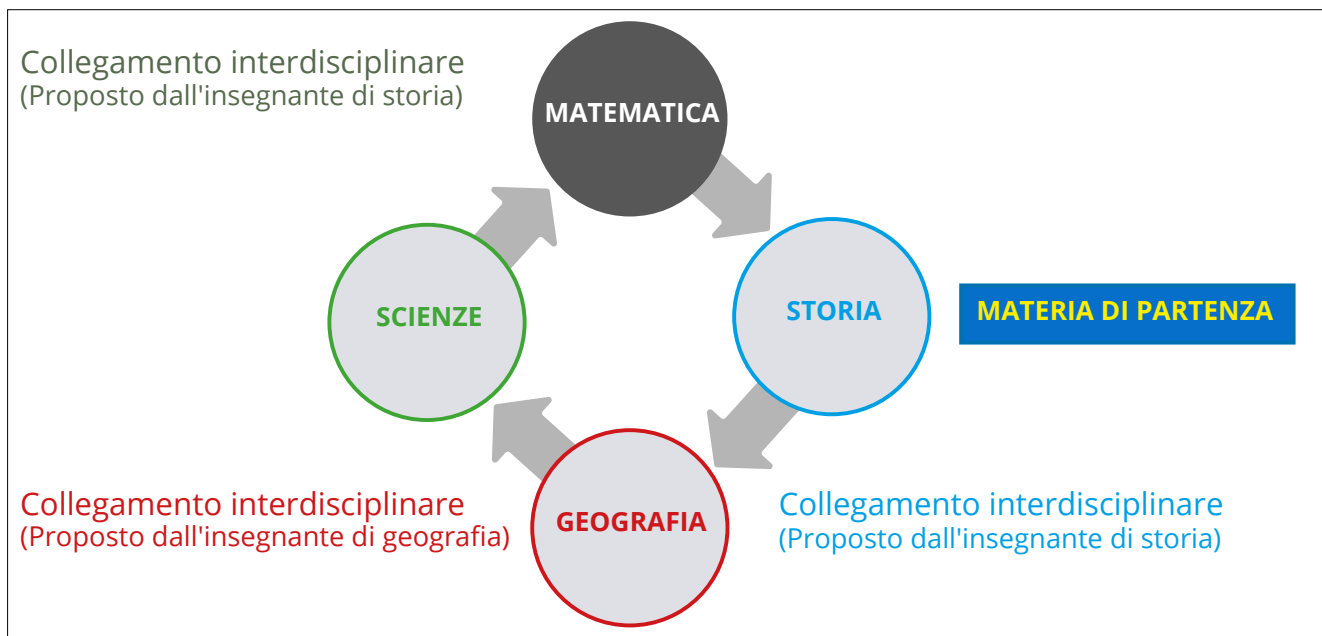 Collegamento interdisciplinare
(Proposto dall'insegnante di storia)
MATEMATICA
SCIENZE
STORIA
MATERIA DI PARTENZA
Collegamento interdisciplinare
(Proposto dall'insegnante di geografia)
GEOGRAFIA
Collegamento interdisciplinare
(Proposto dall'insegnante di storia)